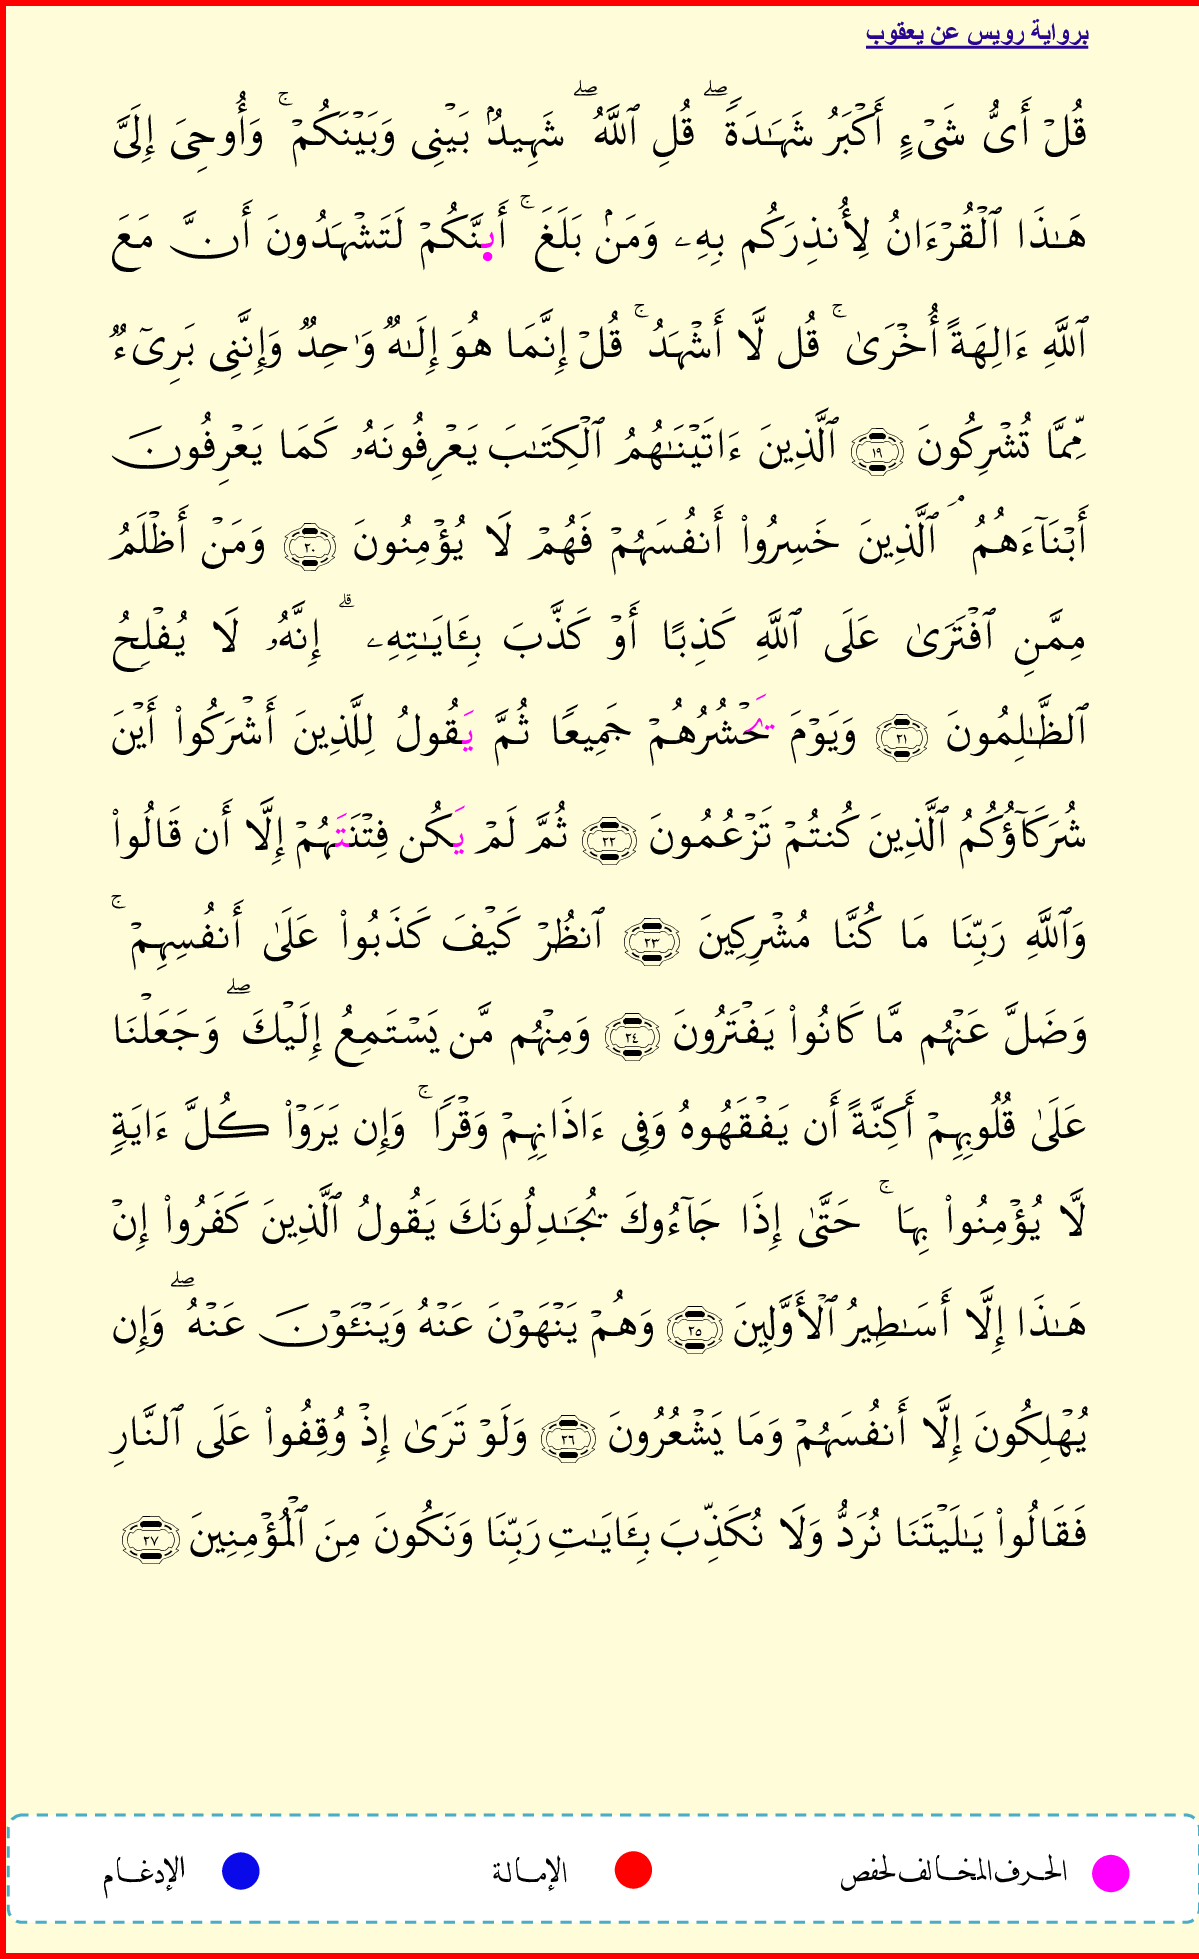 برواية رويس عن يعقوب
قُلْ أَىُّ شَىْءٍ أَكْبَرُ شَهَـٰدَةً ۖ قُلِ ٱللَّهُ ۖ شَهِيدٌۢ بَيْنِى وَبَيْنَكُمْ ۚ وَأُوحِىَ إِلَىَّ
هَـٰذَا ٱلْقُرْءَانُ لِأُنذِرَكُم بِهِۦ وَمَنۢ بَلَغَ ۚ أَىِٕنَّكُمْ لَتَشْهَدُونَ أَنَّ مَعَ
ٱللَّهِ ءَالِهَةً أُخْرَىٰ ۚ قُل لَّا أَشْهَدُ ۚ قُلْ إِنَّمَا هُوَ إِلَـٰهٌ وَٰحِدٌ وَإِنَّنِى بَرِىٓءٌ
مِّمَّا تُشْرِكُونَ ١٩ ٱلَّذِينَ ءَاتَيْنَـٰهُمُ ٱلْكِتَـٰبَ يَعْرِفُونَهُۥ كَمَا يَعْرِفُونَ
أَبْنَآءَهُمُ ۘ ٱلَّذِينَ خَسِرُوا۟ أَنفُسَهُمْ فَهُمْ لَا يُؤْمِنُونَ ٢٠ وَمَنْ أَظْلَمُ
مِمَّنِ ٱفْتَرَىٰ عَلَى ٱللَّهِ كَذِبًا أَوْ كَذَّبَ بِـَٔايَـٰتِهِۦ ۗ إِنَّهُۥ لَا يُفْلِحُ
ٱلظَّـٰلِمُونَ ٢١ وَيَوْمَ يَحْشُرُهُمْ جَمِيعًا ثُمَّ يَقُولُ لِلَّذِينَ أَشْرَكُوا۟ أَيْنَ
شُرَكَآؤُكُمُ ٱلَّذِينَ كُنتُمْ تَزْعُمُونَ ٢٢ ثُمَّ لَمْ يَكُن فِتْنَتَهُمْ إِلَّا أَن قَالُوا۟
وَٱللَّهِ رَبِّنَا مَا كُنَّا مُشْرِكِينَ ٢٣ ٱنظُرْ كَيْفَ كَذَبُوا۟ عَلَىٰ أَنفُسِهِمْ ۚ
وَضَلَّ عَنْهُم مَّا كَانُوا۟ يَفْتَرُونَ ٢٤ وَمِنْهُم مَّن يَسْتَمِعُ إِلَيْكَ ۖ وَجَعَلْنَا
عَلَىٰ قُلُوبِهِمْ أَكِنَّةً أَن يَفْقَهُوهُ وَفِى ءَاذَانِهِمْ وَقْرًا ۚ وَإِن يَرَوْا۟ كُلَّ ءَايَةٍ
لَّا يُؤْمِنُوا۟ بِهَا ۚ حَتَّىٰ إِذَا جَآءُوكَ يُجَـٰدِلُونَكَ يَقُولُ ٱلَّذِينَ كَفَرُوا۟ إِنْ
هَـٰذَا إِلَّا أَسَـٰطِيرُ ٱلْأَوَّلِينَ ٢٥ وَهُمْ يَنْهَوْنَ عَنْهُ وَيَنْـَٔوْنَ عَنْهُ ۖ وَإِن
يُهْلِكُونَ إِلَّا أَنفُسَهُمْ وَمَا يَشْعُرُونَ ٢٦ وَلَوْ تَرَىٰ إِذْ وُقِفُوا۟ عَلَى ٱلنَّارِ
فَقَالُوا۟ يَـٰلَيْتَنَا نُرَدُّ وَلَا نُكَذِّبَ بِـَٔايَـٰتِ رَبِّنَا وَنَكُونَ مِنَ ٱلْمُؤْمِنِينَ ٢٧
الحرف المخالف لحفص الإمالة الإدغام